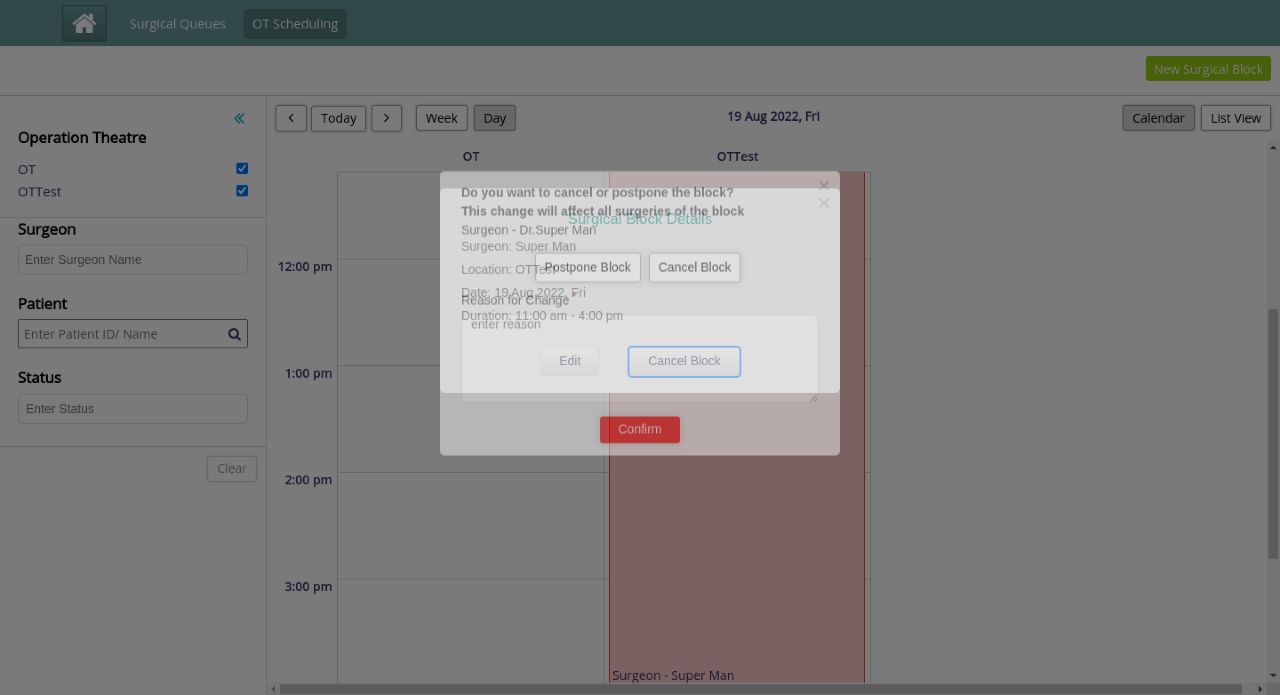 Surgical Queues OT Scheduling
New Surgical Block
Operation Theatre
OT
OTTest
Surgeon
Enter Surgeon Name
Patient
Enter Patient ID/ Name
Status
Enter Status
Clear
Today Week Day 19 Aug 2022, Fri Calendar List View
OT OTTest
12:00 pm
1:00 pm
2:00 pm
3:00 pm
Surgeon - Super Man
Do you want to cancel or postpone the block?
This change will affect all surgeries of the block
Surgeon - Dr.Super Man
Postpone Block Cancel Block
Reason for Change *
enter reason
Confirm
Surgical Block Details
Surgeon: Super Man
Location: OTTest
Date: 19 Aug 2022, Fri
Duration: 11:00 am - 4:00 pm
Edit Cancel Block